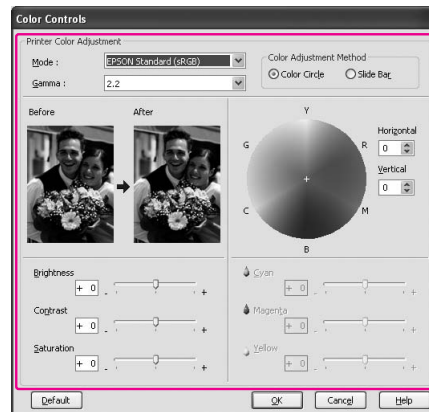 Color Controls
Printer Color Adjustment
Mode : EPSON Standard (sRGB)
Gamma : 2.2
Color Adjustment Method
Color Circle Slide Bar
Before After
Y
G R
C M
B
Horizontal
0
Vertical
0
Brightness
+ 0 - +
Contrast
+ 0 - +
Saturation
+ 0 - +
Cyan
+ 0 - +
Magenta
+ 0 - +
Yellow
+ 0 - +
Default OK Cancel Help